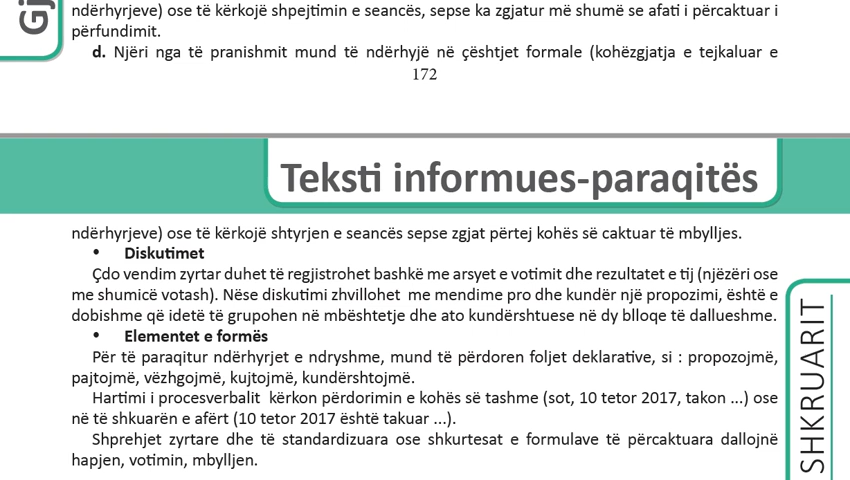 Gj
ndërhyrjeve) ose të kërkojë shpejtimin e seancës, sepse ka zgjatur më shumë se afati i përcaktuar i
përfundimit.
d. Njëri nga të pranishmit mund të ndërhyjë në çështjet formale (kohëzgjatja e tejkaluar e
172
Teksti informues-paraqitës
ndërhyrjeve) ose të kërkojë shtyrjen e seancës sepse zgjat përtej kohës së caktuar të mbylljes.
• Diskutimet
Çdo vendim zyrtar duhet të regjistrohet bashkë me arsyet e votimit dhe rezultatet e tij (njëzëri ose
me shumicë votash). Nëse diskutimi zhvillohet me mendime pro dhe kundër një propozimi, është e
dobishme që idetë të grupohen në mbështetje dhe ato kundërshtuese në dy blloqe të dallueshme.
• Elementet e formës
Për të paraqitur ndërhyrjet e ndryshme, mund të përdoren foljet deklarative, si : propozojmë,
pajtojmë, vëzhgojmë, kujtojmë, kundërshtojmë.
Hartimi i procesverbalit kërkon përdorimin e kohës së tashme (sot, 10 tetor 2017, takon ...) ose
në të shkuarën e afërt (10 tetor 2017 është takuar ...).
Shprehjet zyrtare dhe të standardizuara ose shkurtesat e formulave të përcaktuara dallojnë
hapjen, votimin, mbylljen.
SHKRUARIT